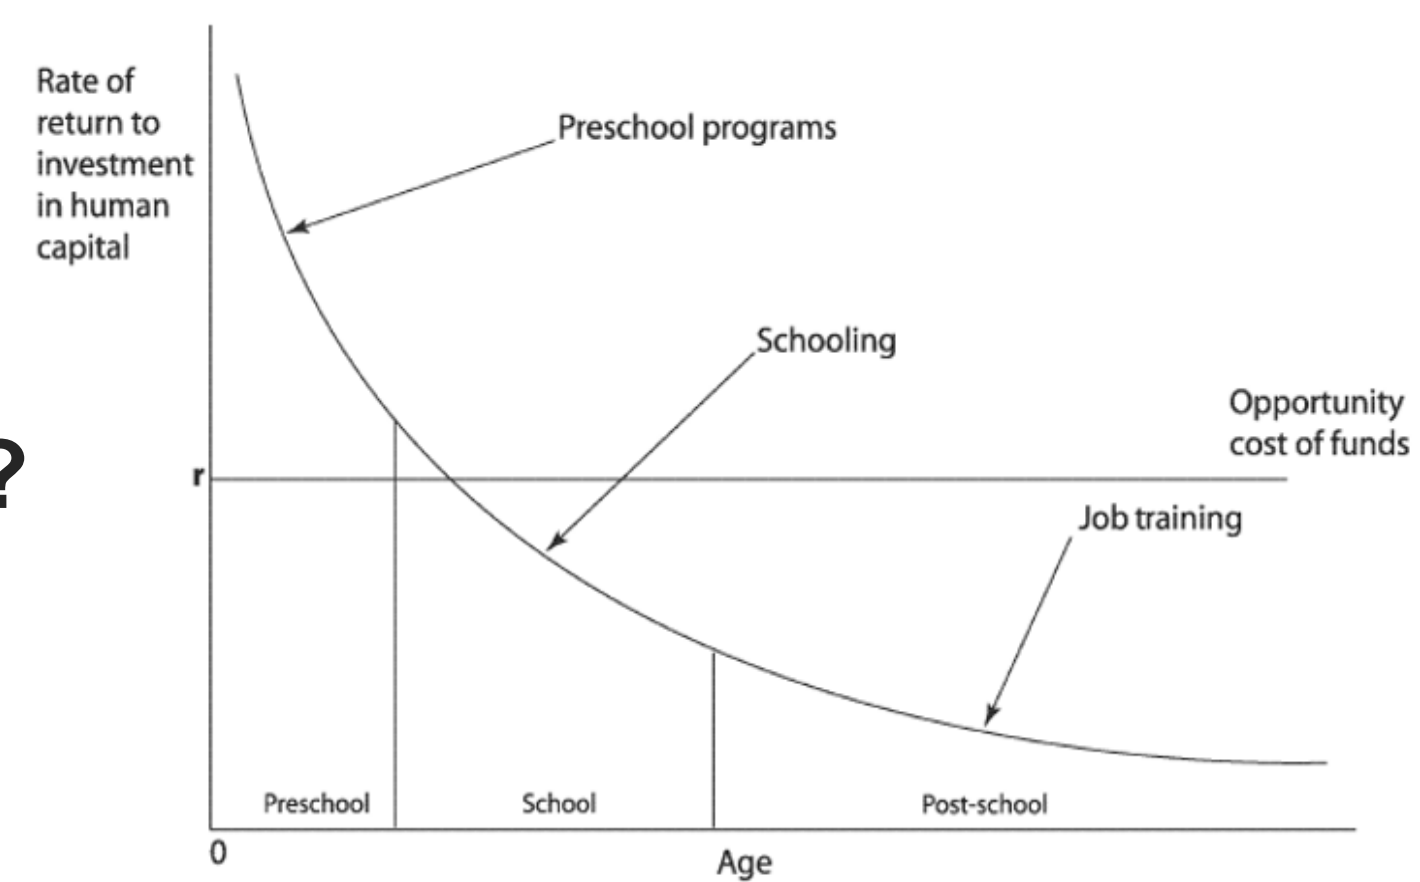 Rate of
return to
investment
in human
capital
Preschool programs
Schooling
Opportunity
cost of funds
?
r
Job training
Preschool
School
Post-school
0
Age